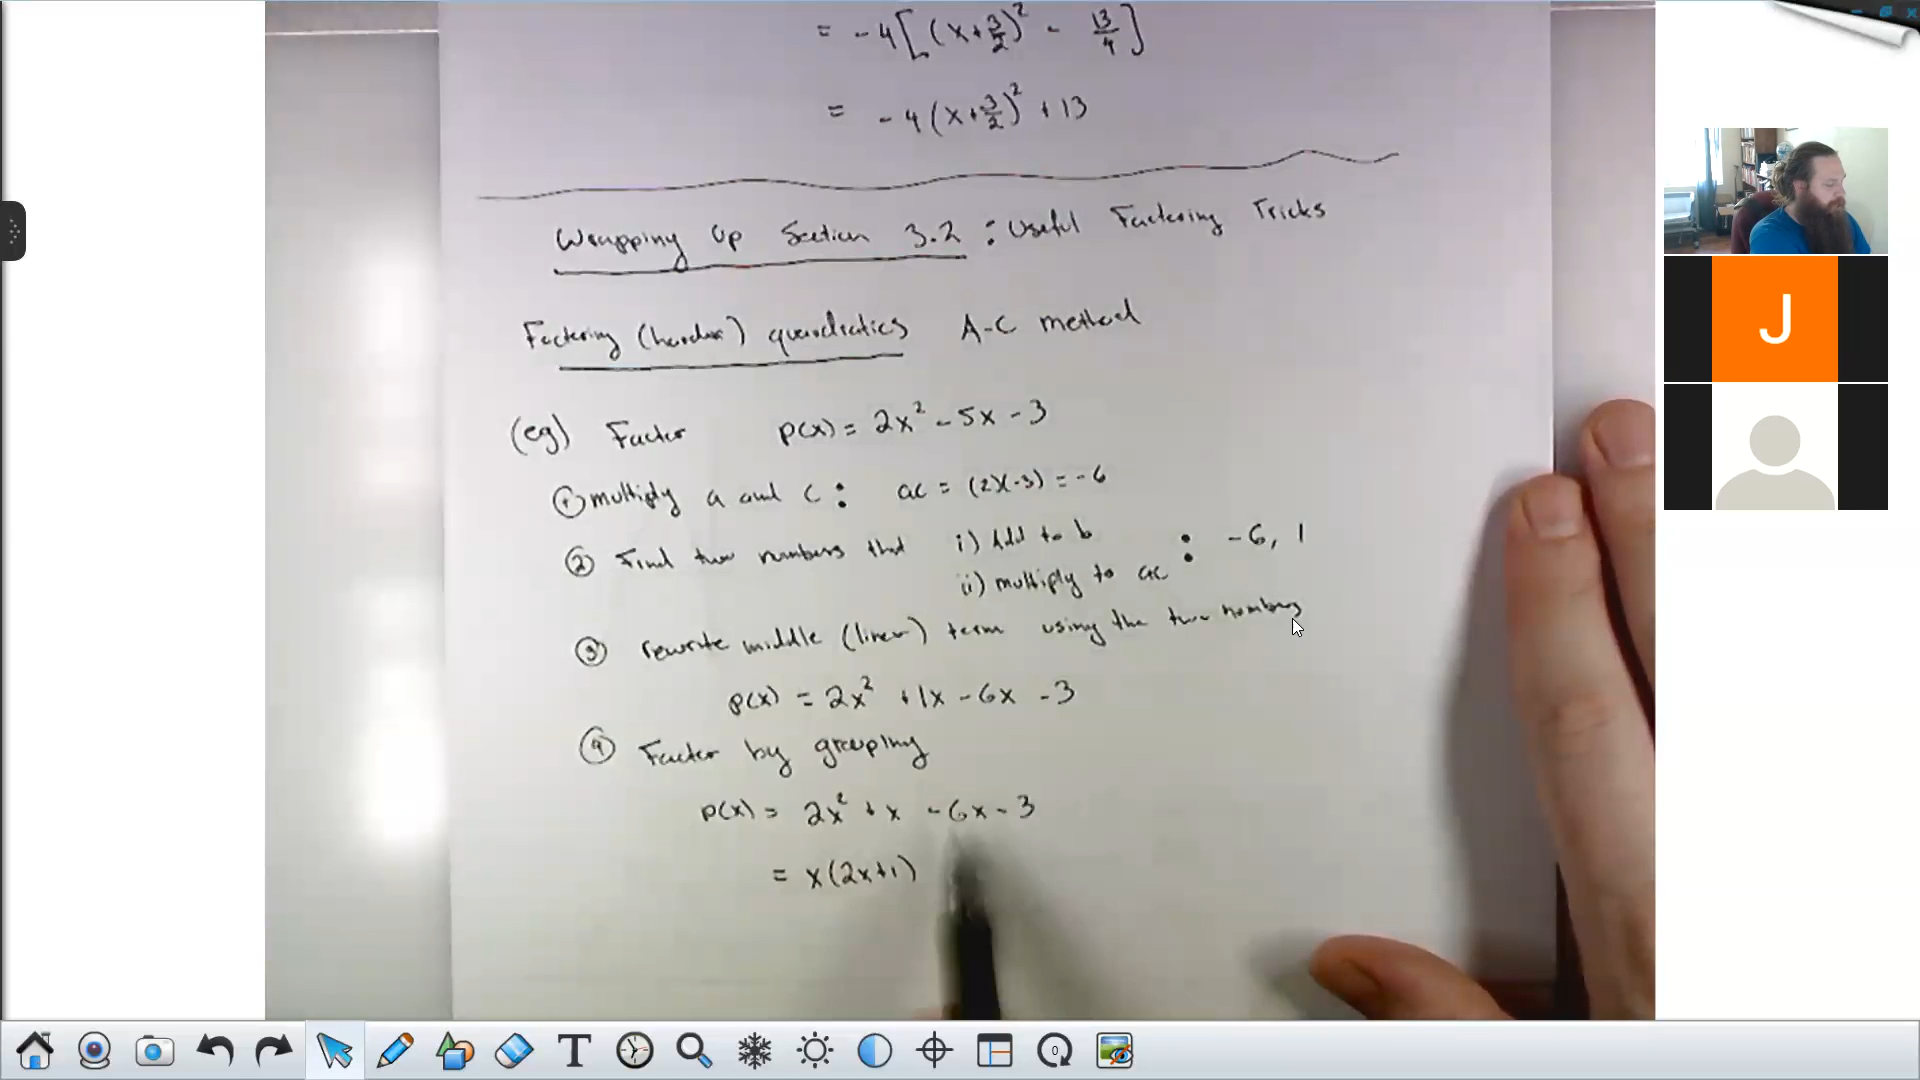 = -4[(x+3/2)² - 13/4]
= -4(x+3/2)² + 13
Wrapping Up Section 3.2 : Useful Factoring Tricks
Factoring (harder) quadratics A-C method
(eg) Factor p(x) = 2x² - 5x - 3
① multiply a and c : ac = (2)(-3) = -6
② Find two numbers that i) Add to b
ii) multiply to ac : -6, 1
③ rewrite middle (linear) term using the two numbers
p(x) = 2x² + 1x - 6x - 3
④ Factor by grouping
p(x) = 2x² + x - 6x - 3
= x(2x+1)
J
T
0